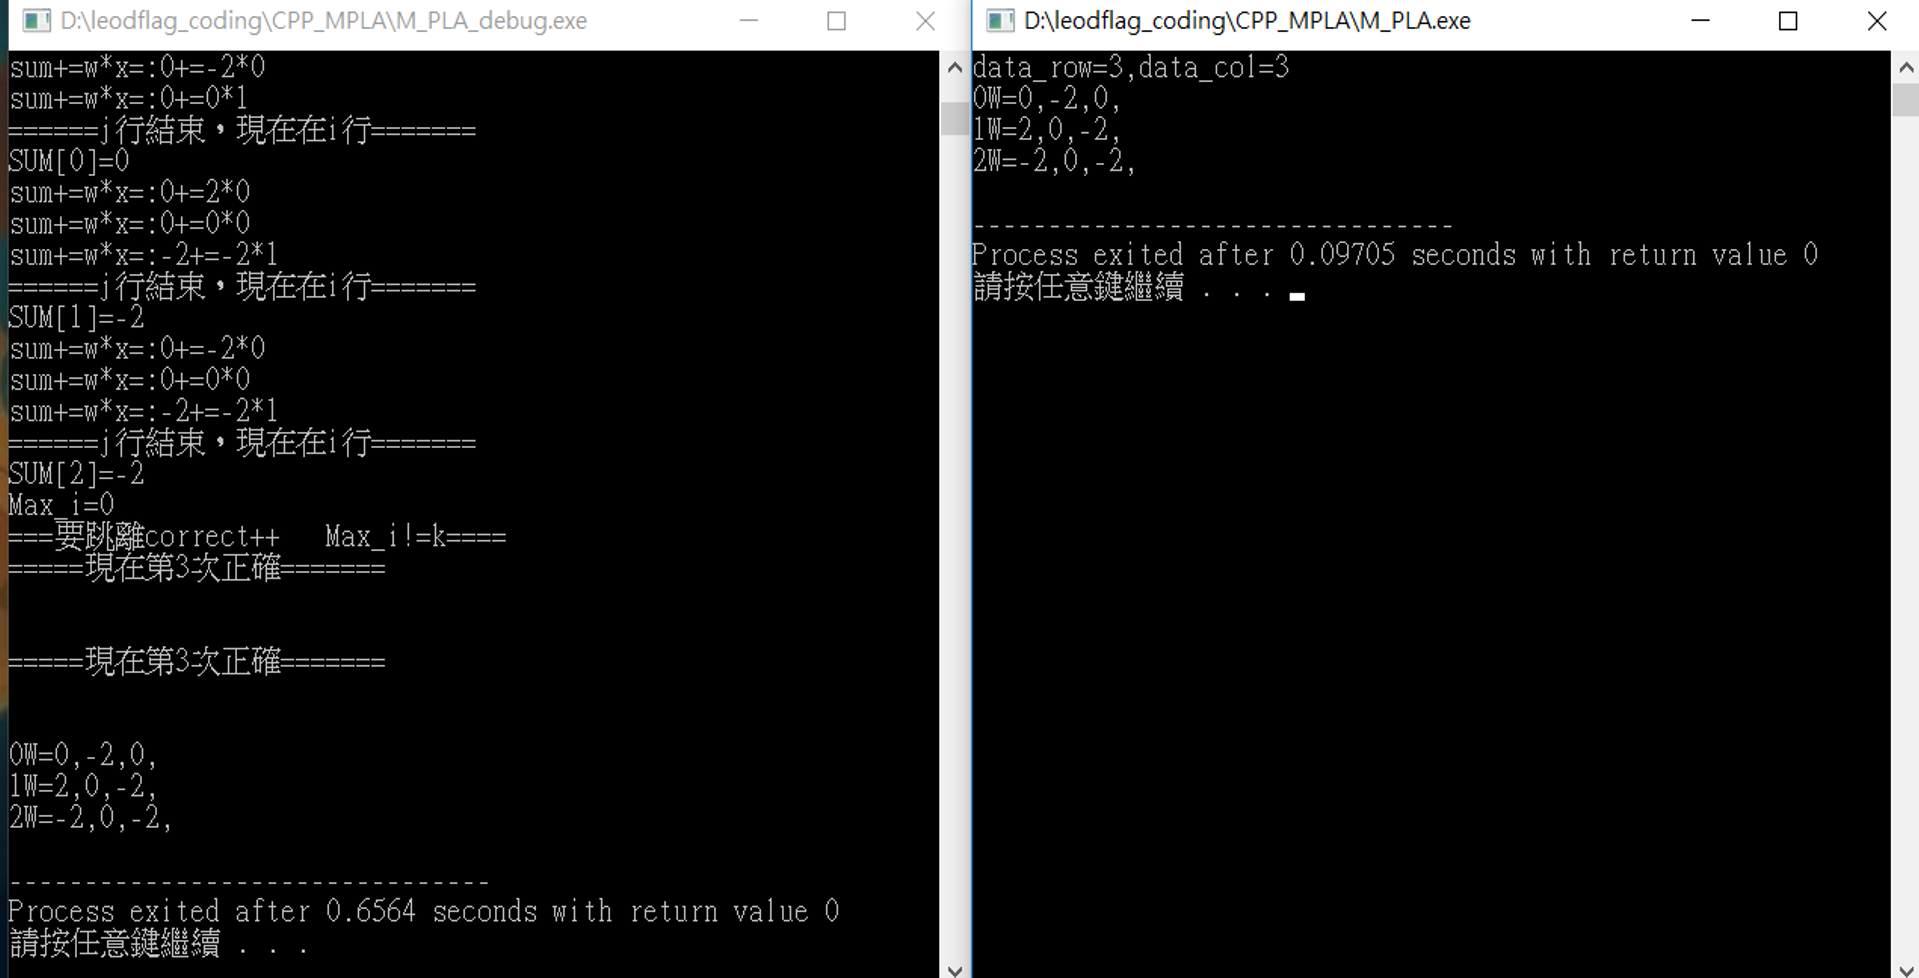 D:\leodflag_coding\CPP_MPLA\M_PLA_debug.exe
sum+=w*x=:0+=-2*0
sum+=w*x=:0+=0*1
======j行結束，現在在i行=======
SUM[0]=0
sum+=w*x=:0+=2*0
sum+=w*x=:0+=0*0
sum+=w*x=:-2+=-2*1
======j行結束，現在在i行=======
SUM[1]=-2
sum+=w*x=:0+=-2*0
sum+=w*x=:0+=0*0
sum+=w*x=:-2+=-2*1
======j行結束，現在在i行=======
SUM[2]=-2
Max_i=0
===要跳離correct++   Max_i!=k====
=====現在第3次正確=======
=====現在第3次正確=======
0W=0,-2,0,
1W=2,0,-2,
2W=-2,0,-2,
--------------------------------
Process exited after 0.6564 seconds with return value 0
請按任意鍵繼續 . . .
D:\leodflag_coding\CPP_MPLA\M_PLA.exe
data_row=3,data_col=3
0W=0,-2,0,
1W=2,0,-2,
2W=-2,0,-2,
--------------------------------
Process exited after 0.09705 seconds with return value 0
請按任意鍵繼續 . . .